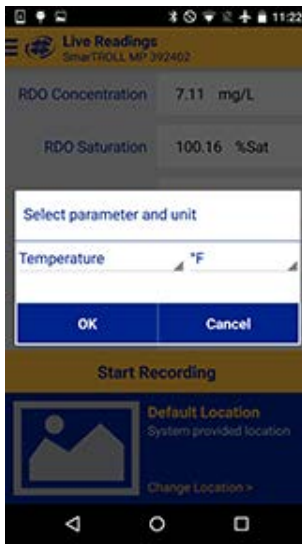 11:22
Live Readings
SmarTROLL MP 392402
RDO Concentration 7.11 mg/L
RDO Saturation 100.16 %Sat
Select parameter and unit
Temperature °F
OK Cancel
Start Recording
Default Location
System provided location
Change Location >